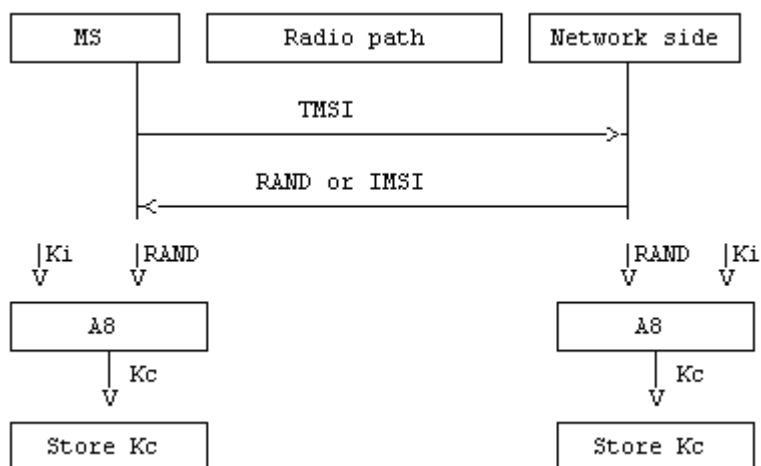 MS Radio path Network side
TMSI
RAND or IMSI
Ki RAND RAND Ki
A8 A8
Kc Kc
Store Kc Store Kc